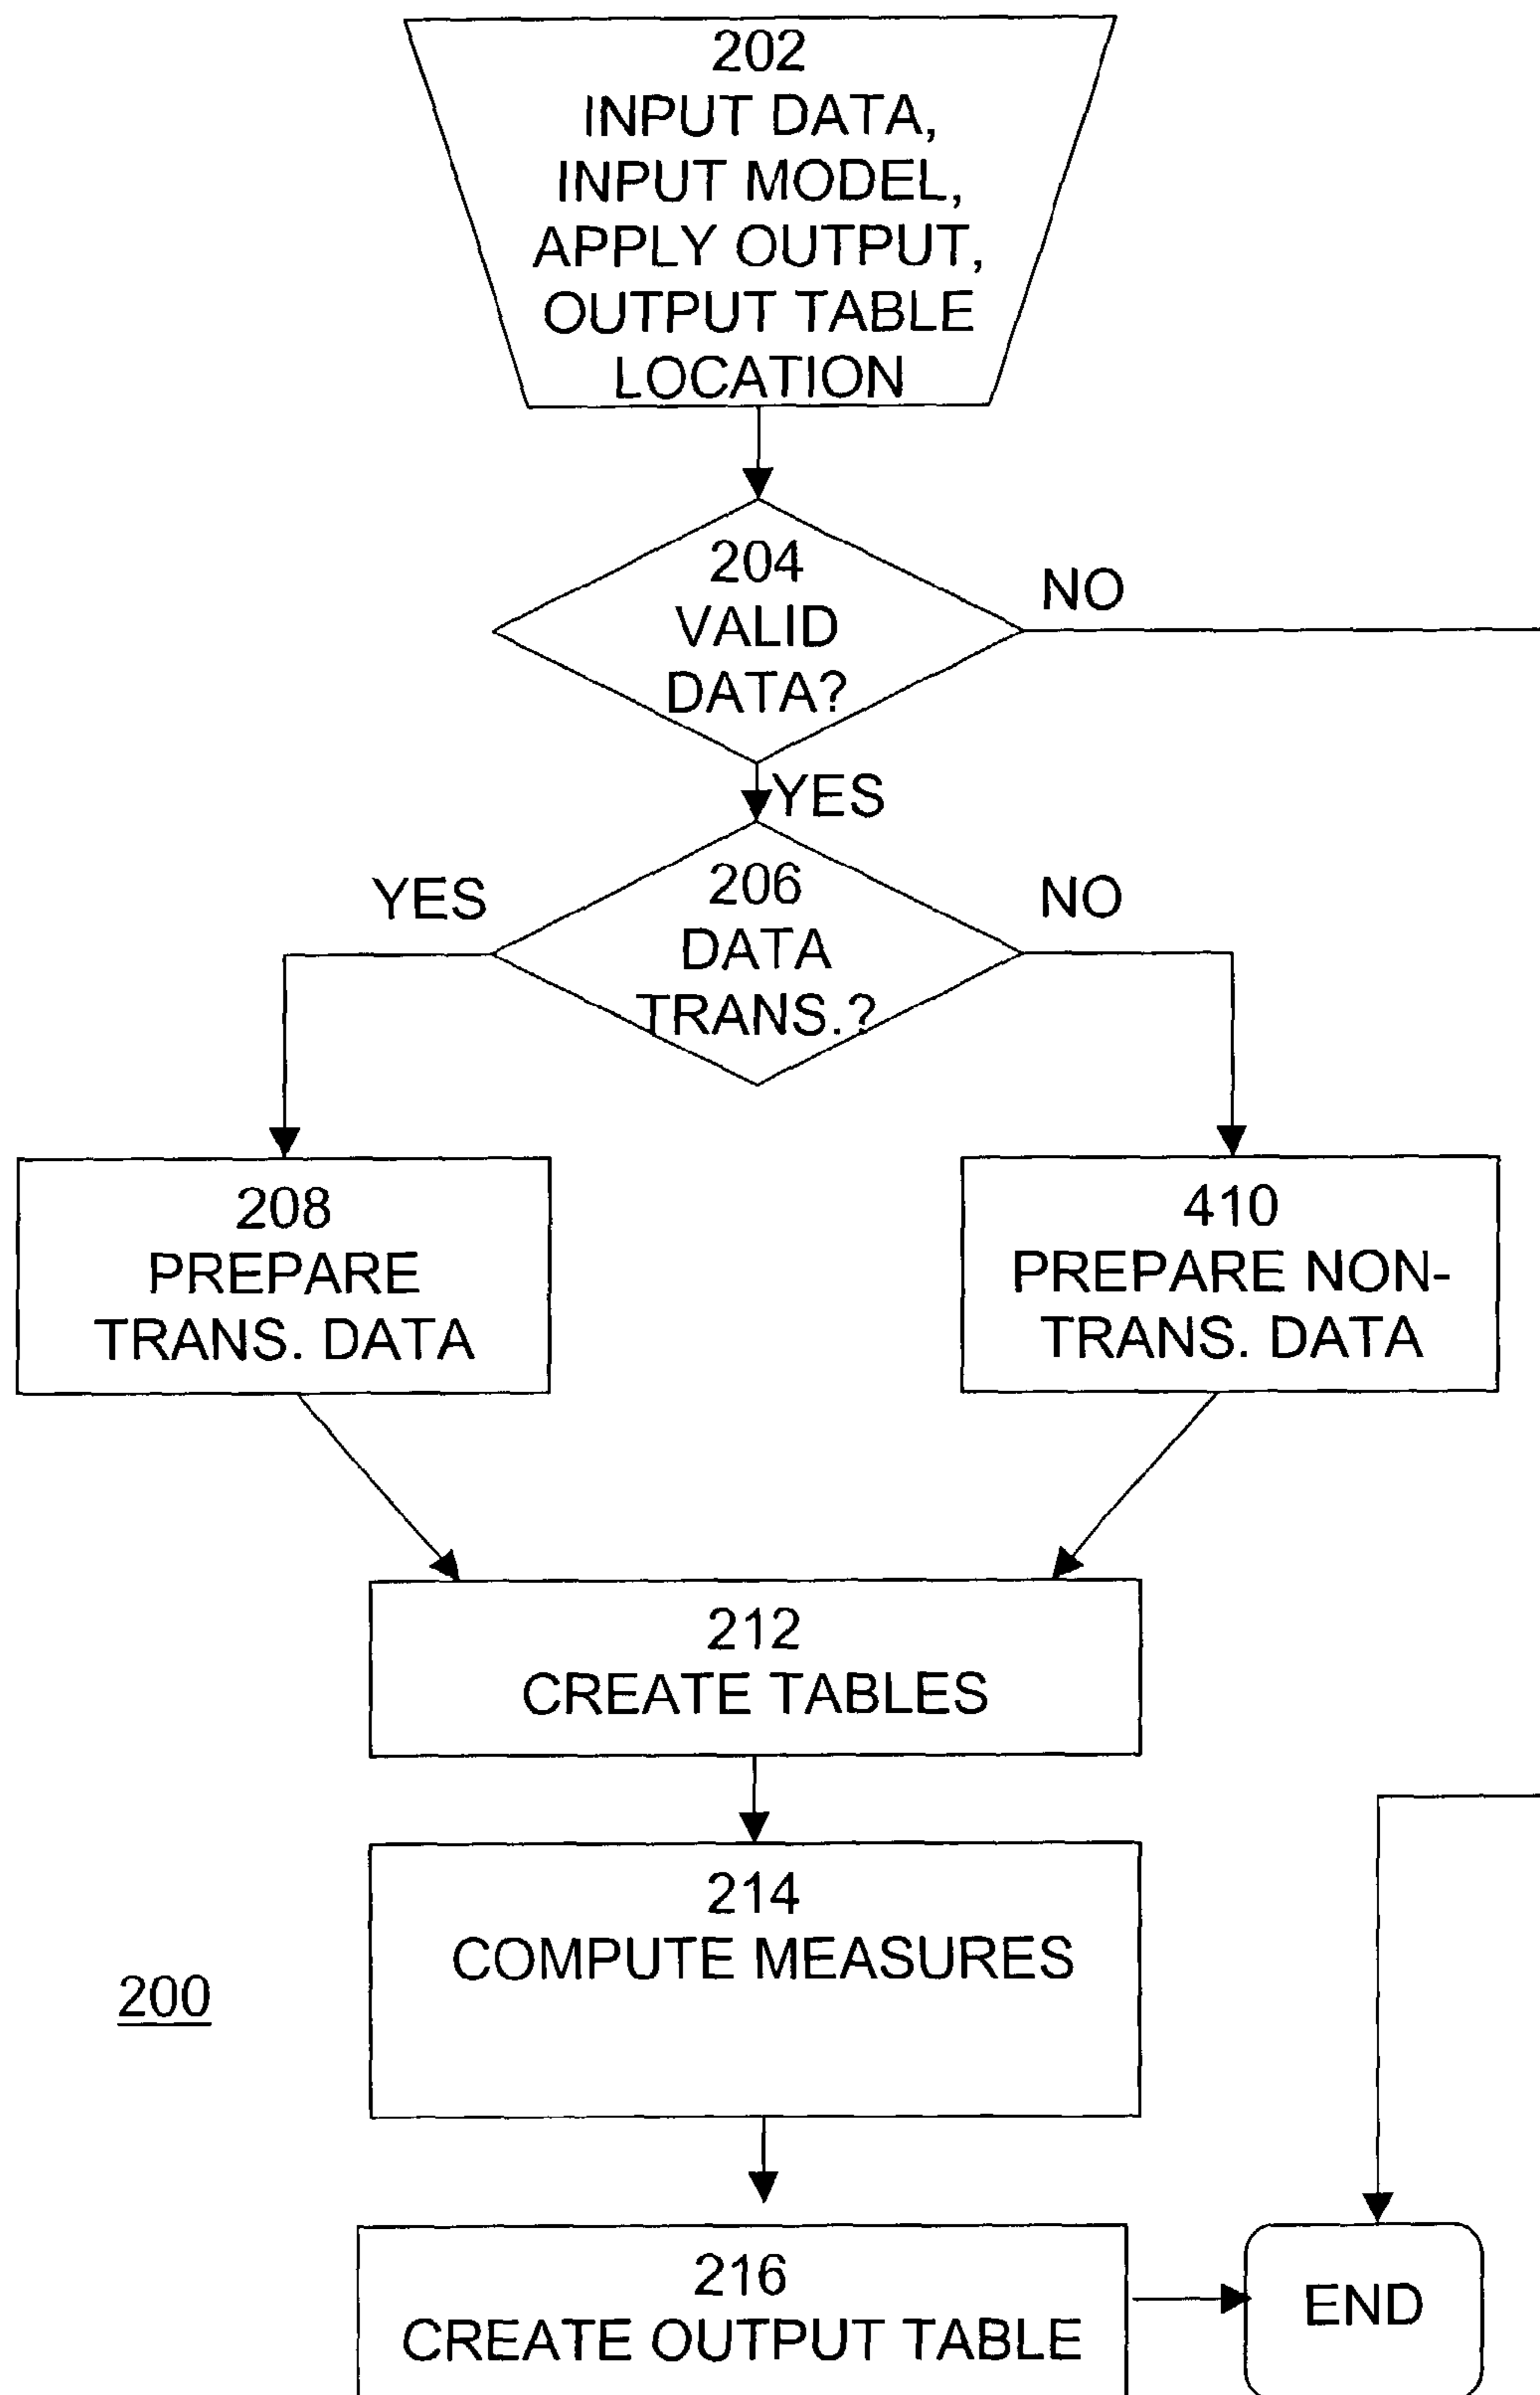 202
INPUT DATA,
INPUT MODEL,
APPLY OUTPUT,
OUTPUT TABLE
LOCATION
204
VALID
DATA?
NO
YES
YES
206
DATA
TRANS.?
NO
208
PREPARE
TRANS. DATA
410
PREPARE NON-
TRANS. DATA
212
CREATE TABLES
214
COMPUTE MEASURES
200
216
CREATE OUTPUT TABLE
END